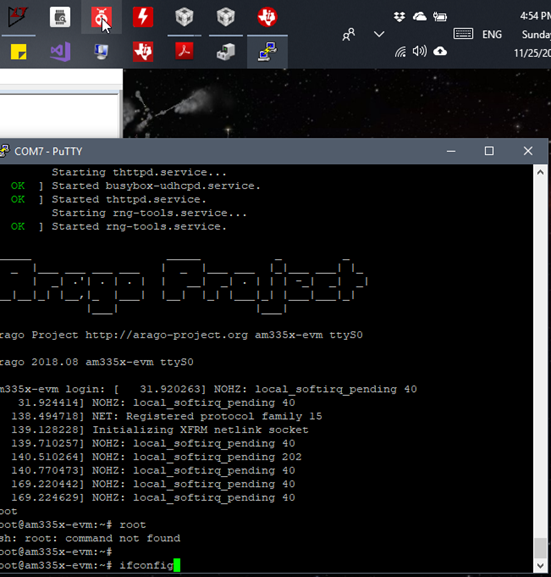 4:54 PM
ENG
Sunday
11/25/20
COM7 - PuTTY
Starting thttpd.service...
OK ] Started busybox-udhcpd.service.
OK ] Started thttpd.service.
Starting rng-tools.service...
OK ] Started rng-tools.service.
Arago Project
rago Project http://arago-project.org am335x-evm ttyS0
rago 2018.08 am335x-evm ttyS0
m335x-evm login: [   31.920263] NOHZ: local_softirq_pending 40
31.924414] NOHZ: local_softirq_pending 40
138.494718] NET: Registered protocol family 15
139.128228] Initializing XFRM netlink socket
139.710257] NOHZ: local_softirq_pending 40
140.510264] NOHZ: local_softirq_pending 202
140.770473] NOHZ: local_softirq_pending 40
169.220442] NOHZ: local_softirq_pending 40
169.224629] NOHZ: local_softirq_pending 40
oot
oot@am335x-evm:~# root
sh: root: command not found
oot@am335x-evm:~#
oot@am335x-evm:~# ifconfig